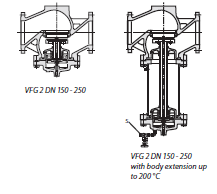 VFG 2 DN 150 - 250
S
VFG 2 DN 150 - 250
with body extension up
to 200 °C